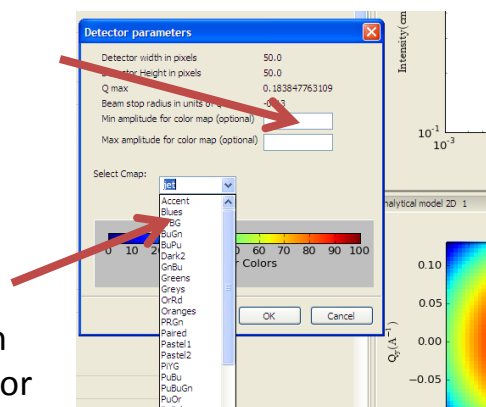 Detector parameters
Detector width in pixels 50.0
Height in pixels 50.0
Q max 0.183847763109
Beam stop radius in units of
Min amplitude for color map (optional)
Max amplitude for color map (optional)
Select Cmap:
jet
Accent
Blues
BuGn
BuPu
Dark2
GnBu
Greens
Greys
OrRd
Oranges
PRGn
Paired
Pastel1
Pastel2
PiYG
PuBu
PuBuGn
PuOr
0 10 60 70 80 90 100
Colors
OK Cancel
Intensity(cm
10-1
10-3
nalytical model 2D 1
0.10
0.05
0.00
−0.05
Qy(A−1)
n
or